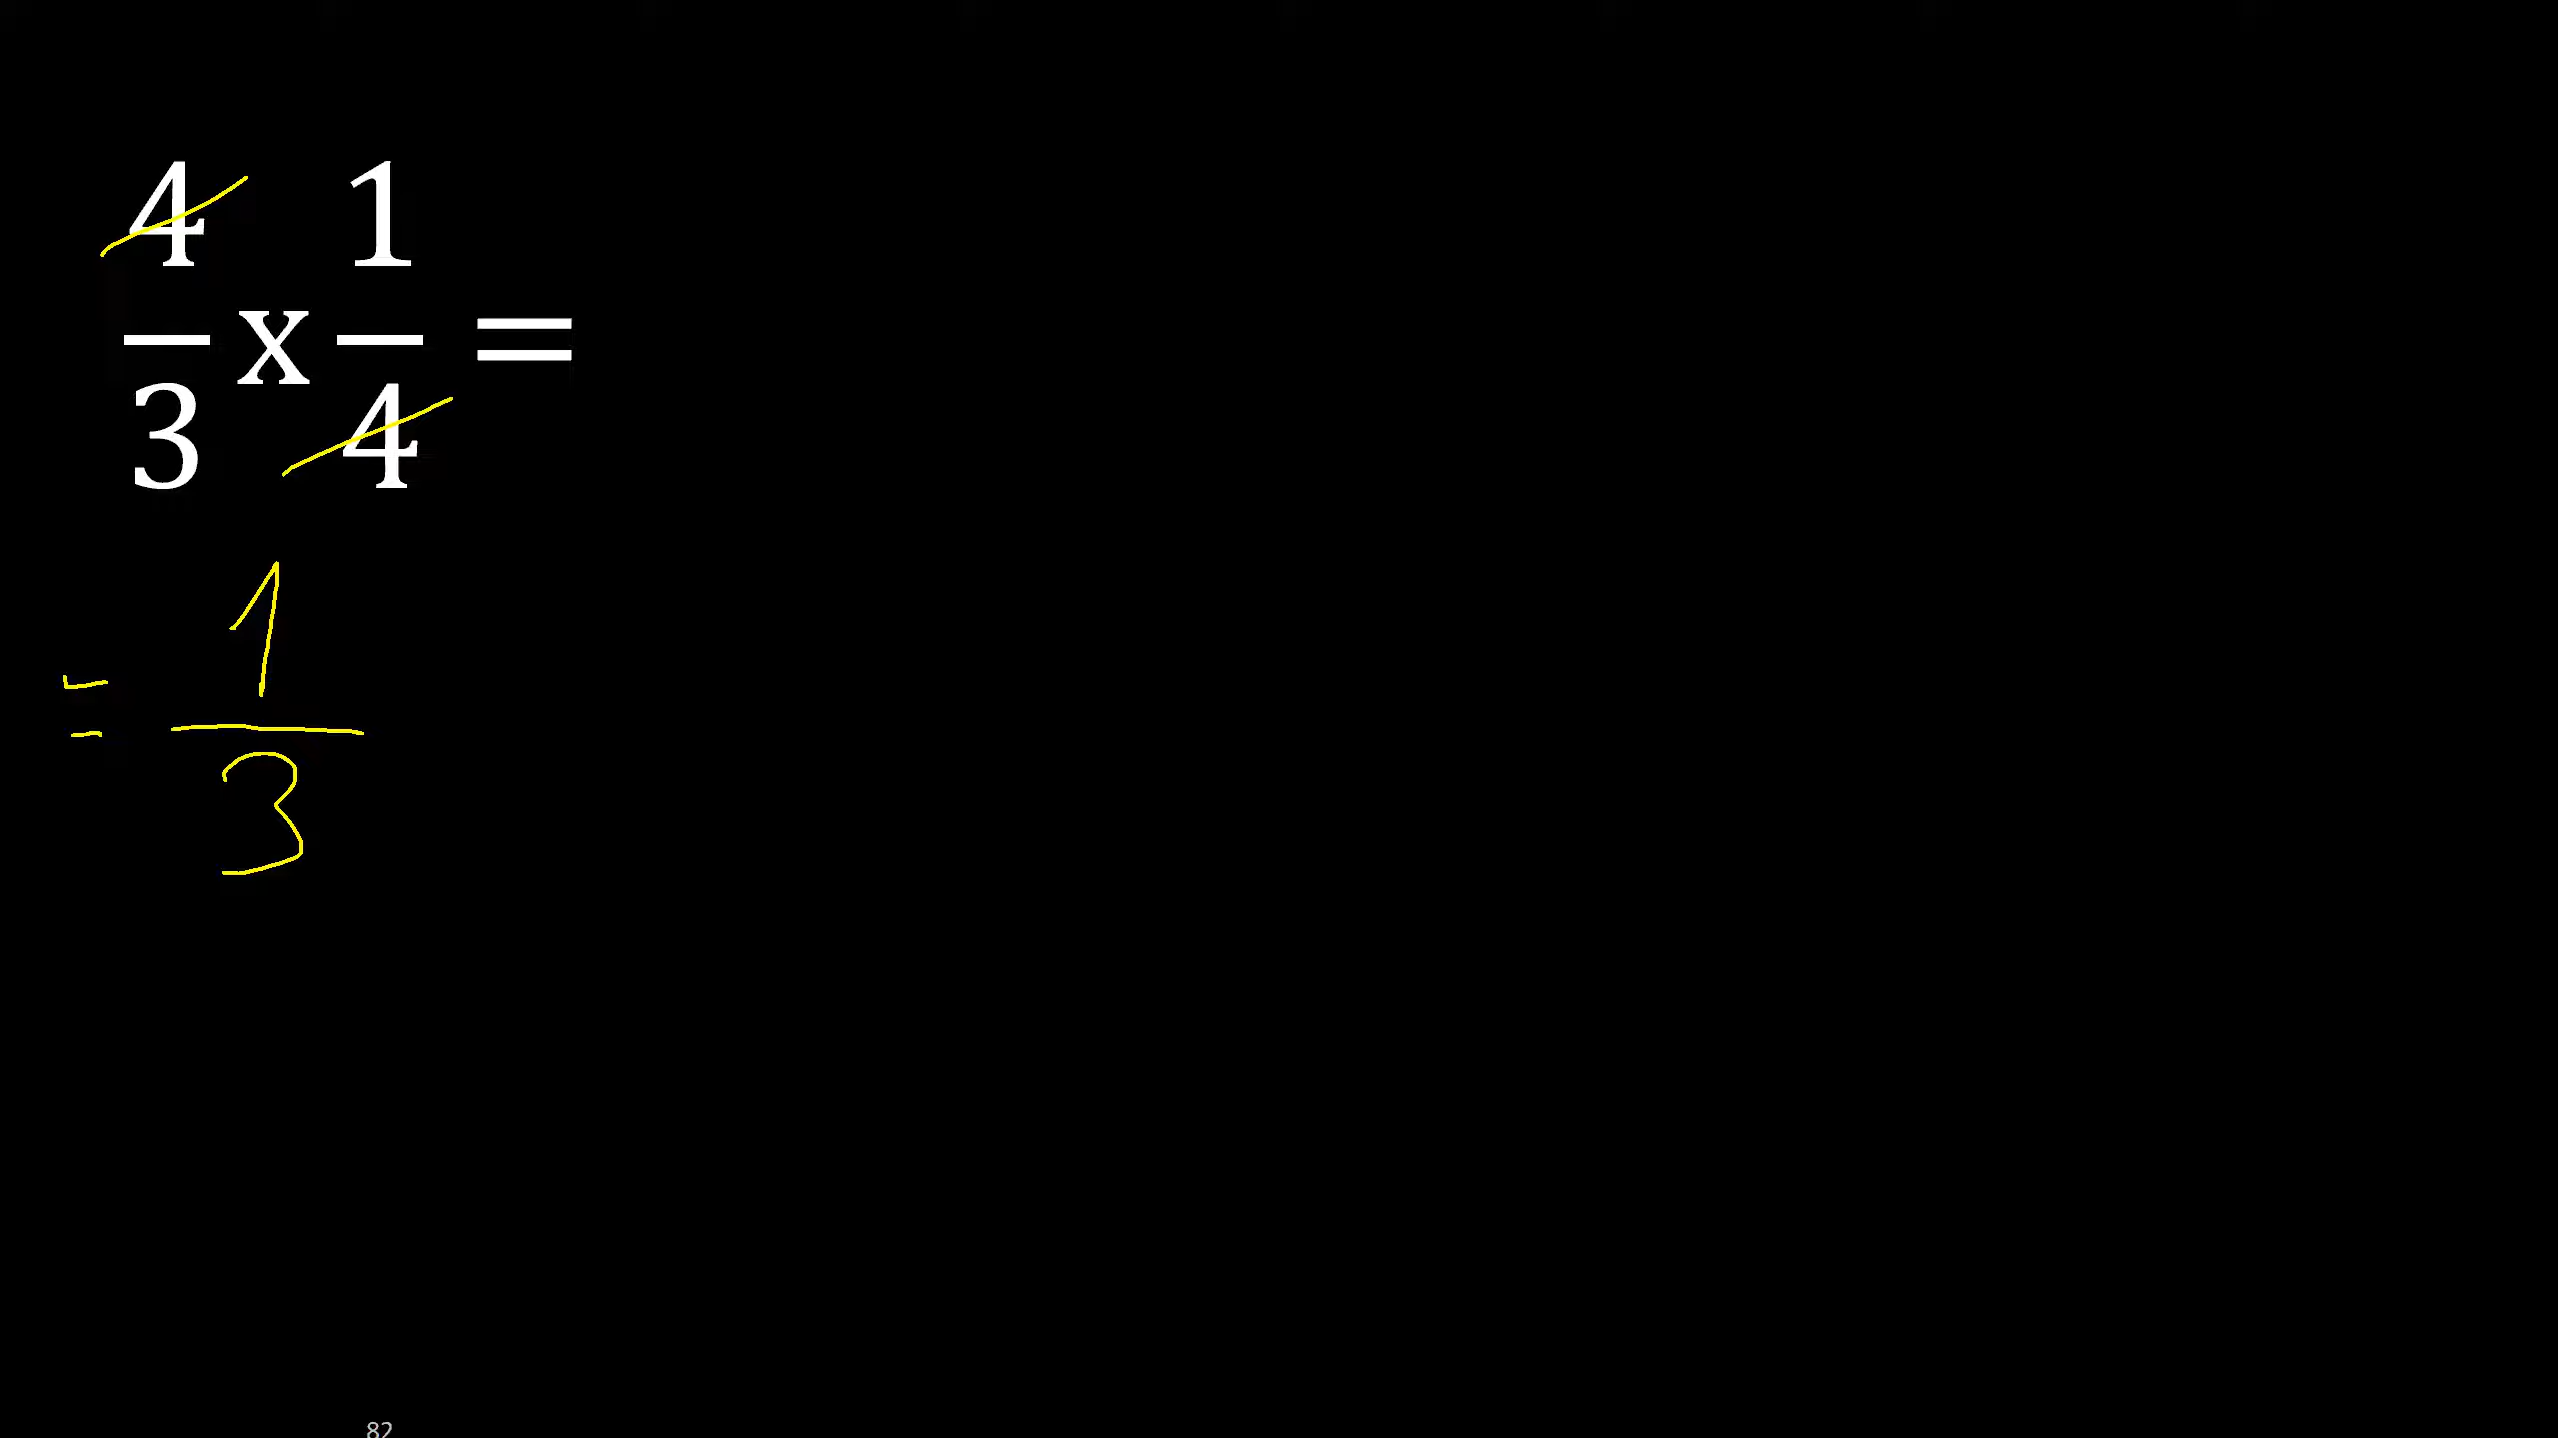 4/3 x 1/4 =
= 1/3
82